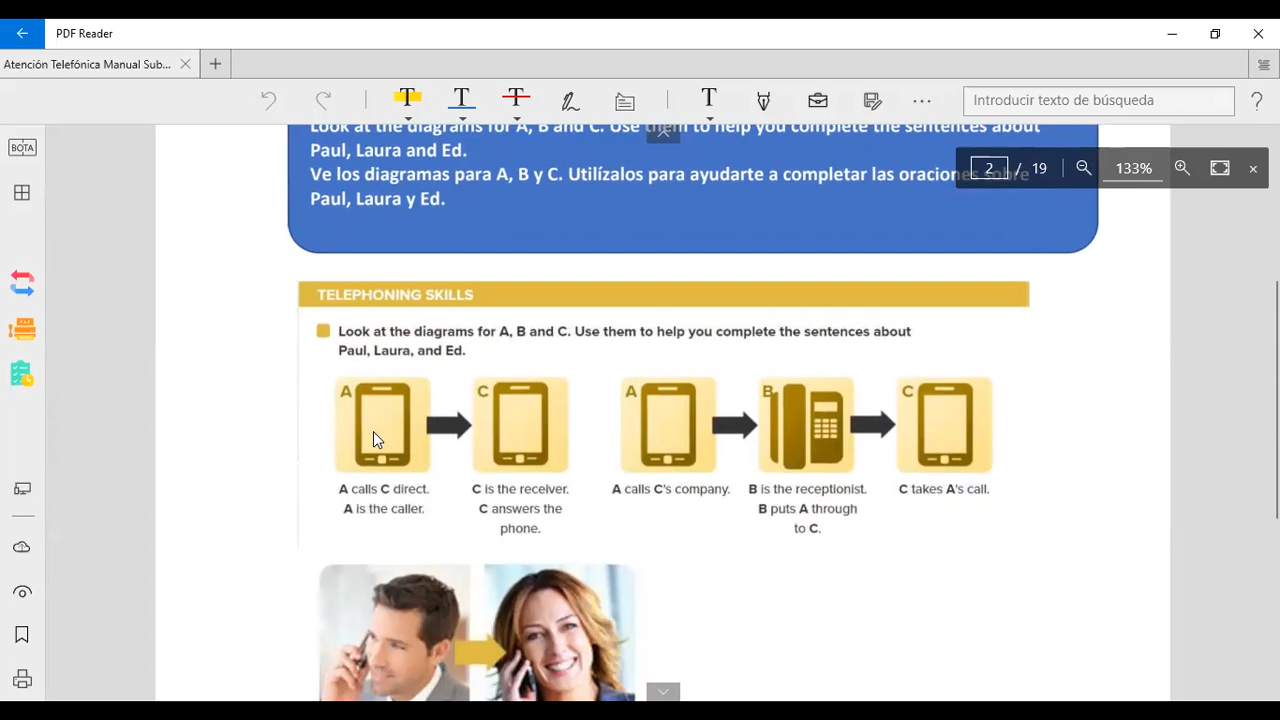 PDF Reader
Atención Telefónica Manual Sub...
T T T T ... Introducir texto de búsqueda ?
BOTA
2 / 19 133%
Look at the diagrams for A, B and C. Use them to help you complete the sentences about
Paul, Laura and Ed.
Ve los diagramas para A, B y C. Utilízalos para ayudarte a completar las oraciones sobre
Paul, Laura y Ed.
TELEPHONING SKILLS
Look at the diagrams for A, B and C. Use them to help you complete the sentences about
Paul, Laura, and Ed.
A C A B C
A calls C direct.
A is the caller.
C is the receiver.
C answers the
phone.
A calls C's company.
B is the receptionist.
B puts A through
to C.
C takes A's call.